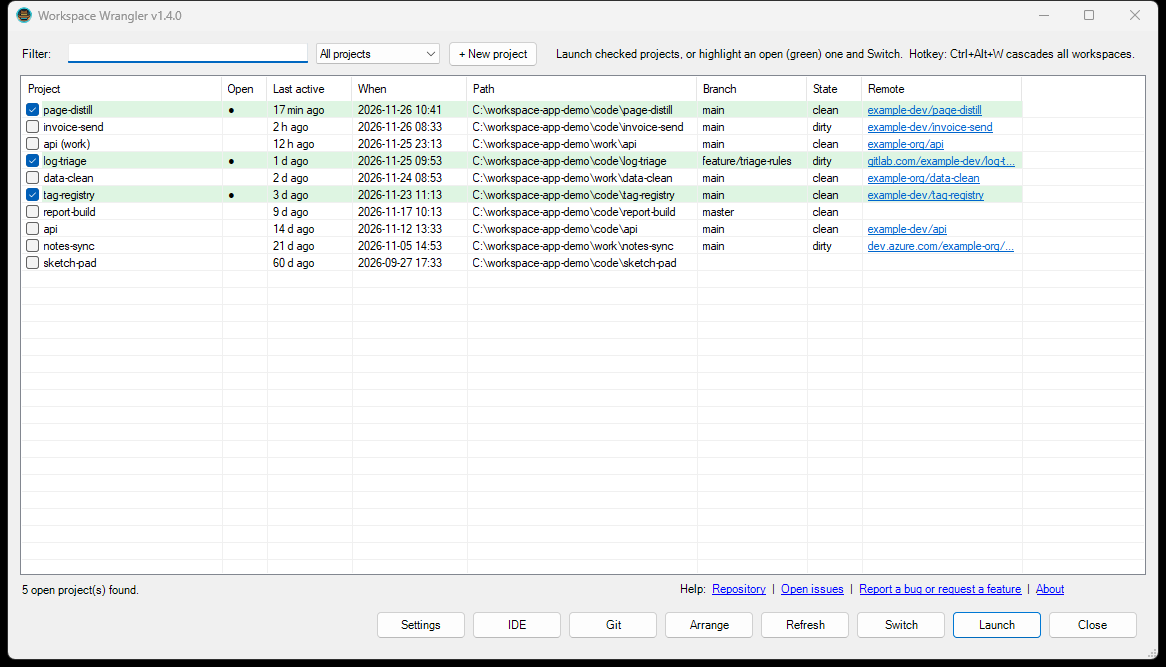 Workspace Wrangler v1.4.0
Filter: All projects + New project Launch checked projects, or highlight an open (green) one and Switch. Hotkey: Ctrl+Alt+W cascades all workspaces.
Project Open Last active When Path Branch State Remote
page-distill ● 17 min ago 2026-11-26 10:41 C:\workspace-app-demo\code\page-distill main clean example-dev/page-distill
invoice-send 2 h ago 2026-11-26 08:33 C:\workspace-app-demo\code\invoice-send main dirty example-dev/invoice-send
api (work) 12 h ago 2026-11-25 23:13 C:\workspace-app-demo\work\api main clean example-org/api
log-triage ● 1 d ago 2026-11-25 09:53 C:\workspace-app-demo\code\log-triage feature/triage-rules dirty gitlab.com/example-dev/log-t...
data-clean 2 d ago 2026-11-24 08:53 C:\workspace-app-demo\work\data-clean main clean example-org/data-clean
tag-registry ● 3 d ago 2026-11-23 11:13 C:\workspace-app-demo\code\tag-registry main clean example-dev/tag-registry
report-build 9 d ago 2026-11-17 10:13 C:\workspace-app-demo\code\report-build master clean
api 14 d ago 2026-11-12 13:33 C:\workspace-app-demo\code\api main clean example-dev/api
notes-sync 21 d ago 2026-11-05 14:53 C:\workspace-app-demo\work\notes-sync main dirty dev.azure.com/example-org/...
sketch-pad 60 d ago 2026-09-27 17:33 C:\workspace-app-demo\code\sketch-pad
5 open project(s) found. Help: Repository | Open issues | Report a bug or request a feature | About
Settings IDE Git Arrange Refresh Switch Launch Close